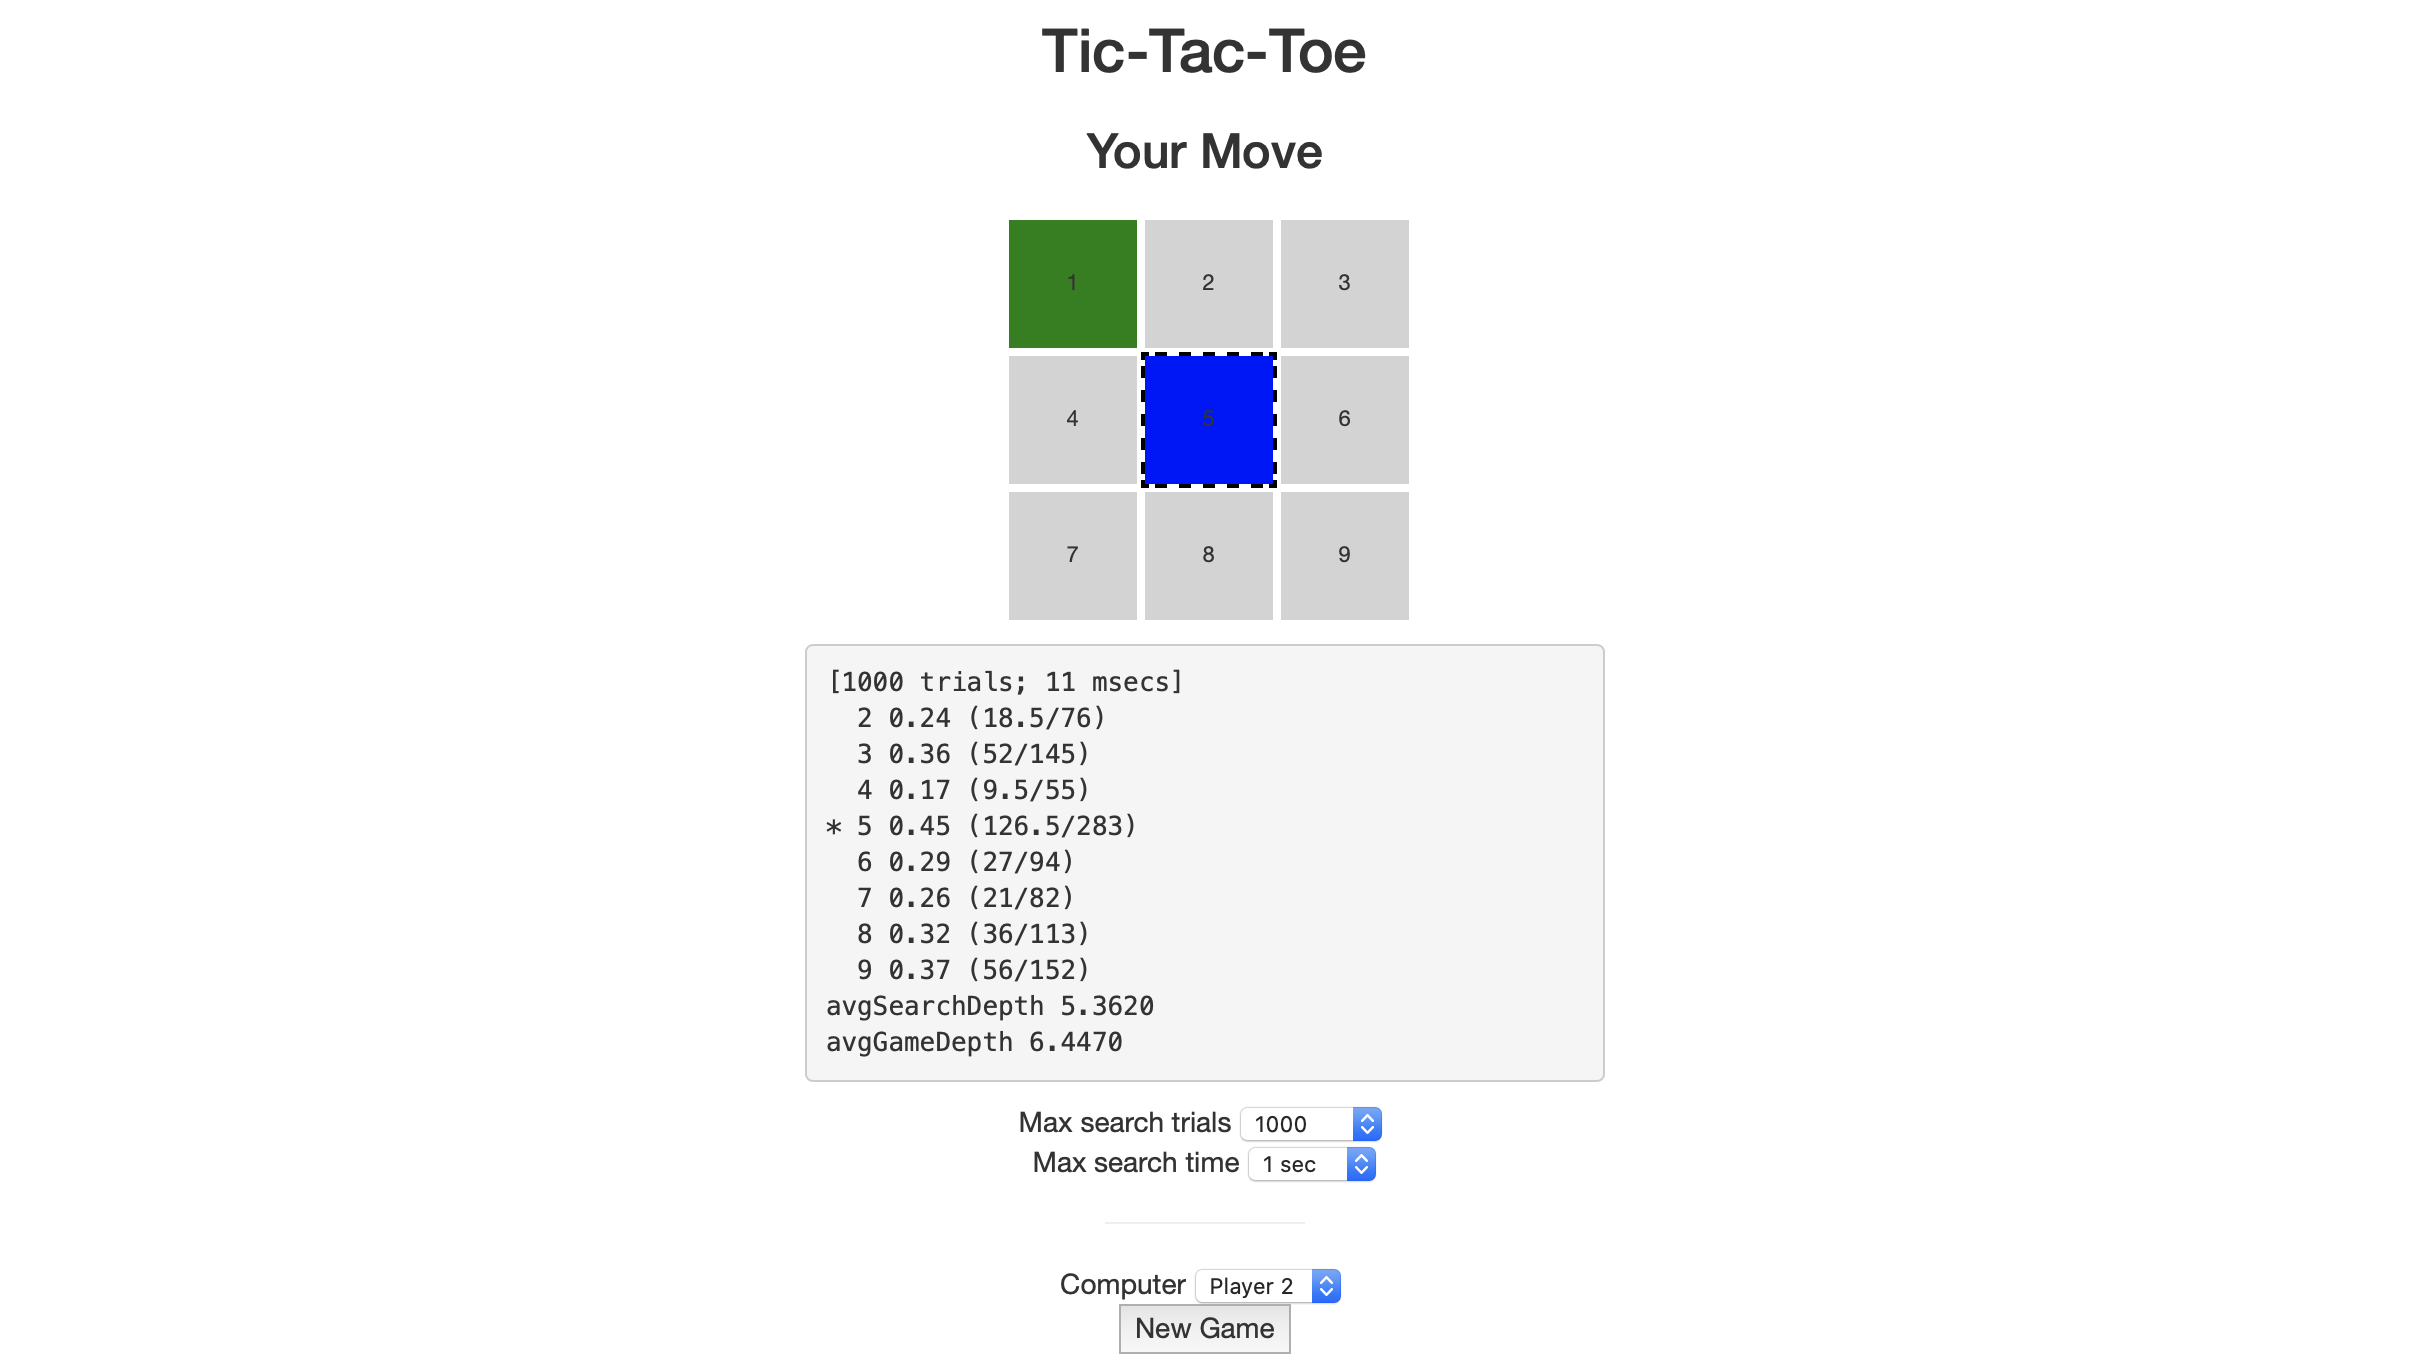 Tic-Tac-Toe
Your Move
1 2 3
4 5 6
7 8 9
[1000 trials; 11 msecs]
2 0.24 (18.5/76)
3 0.36 (52/145)
4 0.17 (9.5/55)
* 5 0.45 (126.5/283)
6 0.29 (27/94)
7 0.26 (21/82)
8 0.32 (36/113)
9 0.37 (56/152)
avgSearchDepth 5.3620
avgGameDepth 6.4470
Max search trials 1000
Max search time 1 sec
Computer Player 2
New Game